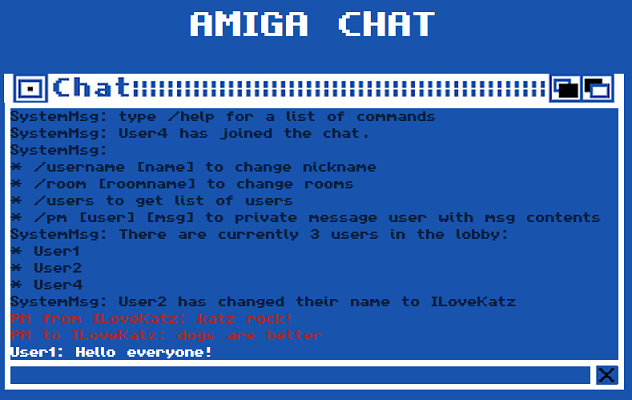 AMIGA CHAT
Chat
SystemMsg: type /help for a list of commands
SystemMsg: User4 has joined the chat.
SystemMsg:
* /username [name] to change nickname
* /room [roomname] to change rooms
* /users to get list of users
* /pm [user] [msg] to private message user with msg contents
SystemMsg: There are currently 3 users in the lobby:
* User1
* User2
* User4
SystemMsg: User2 has changed their name to ILoveKatz
PM from ILoveKatz: katz rock!
PM to ILoveKatz: dogs are better
User1: Hello everyone!